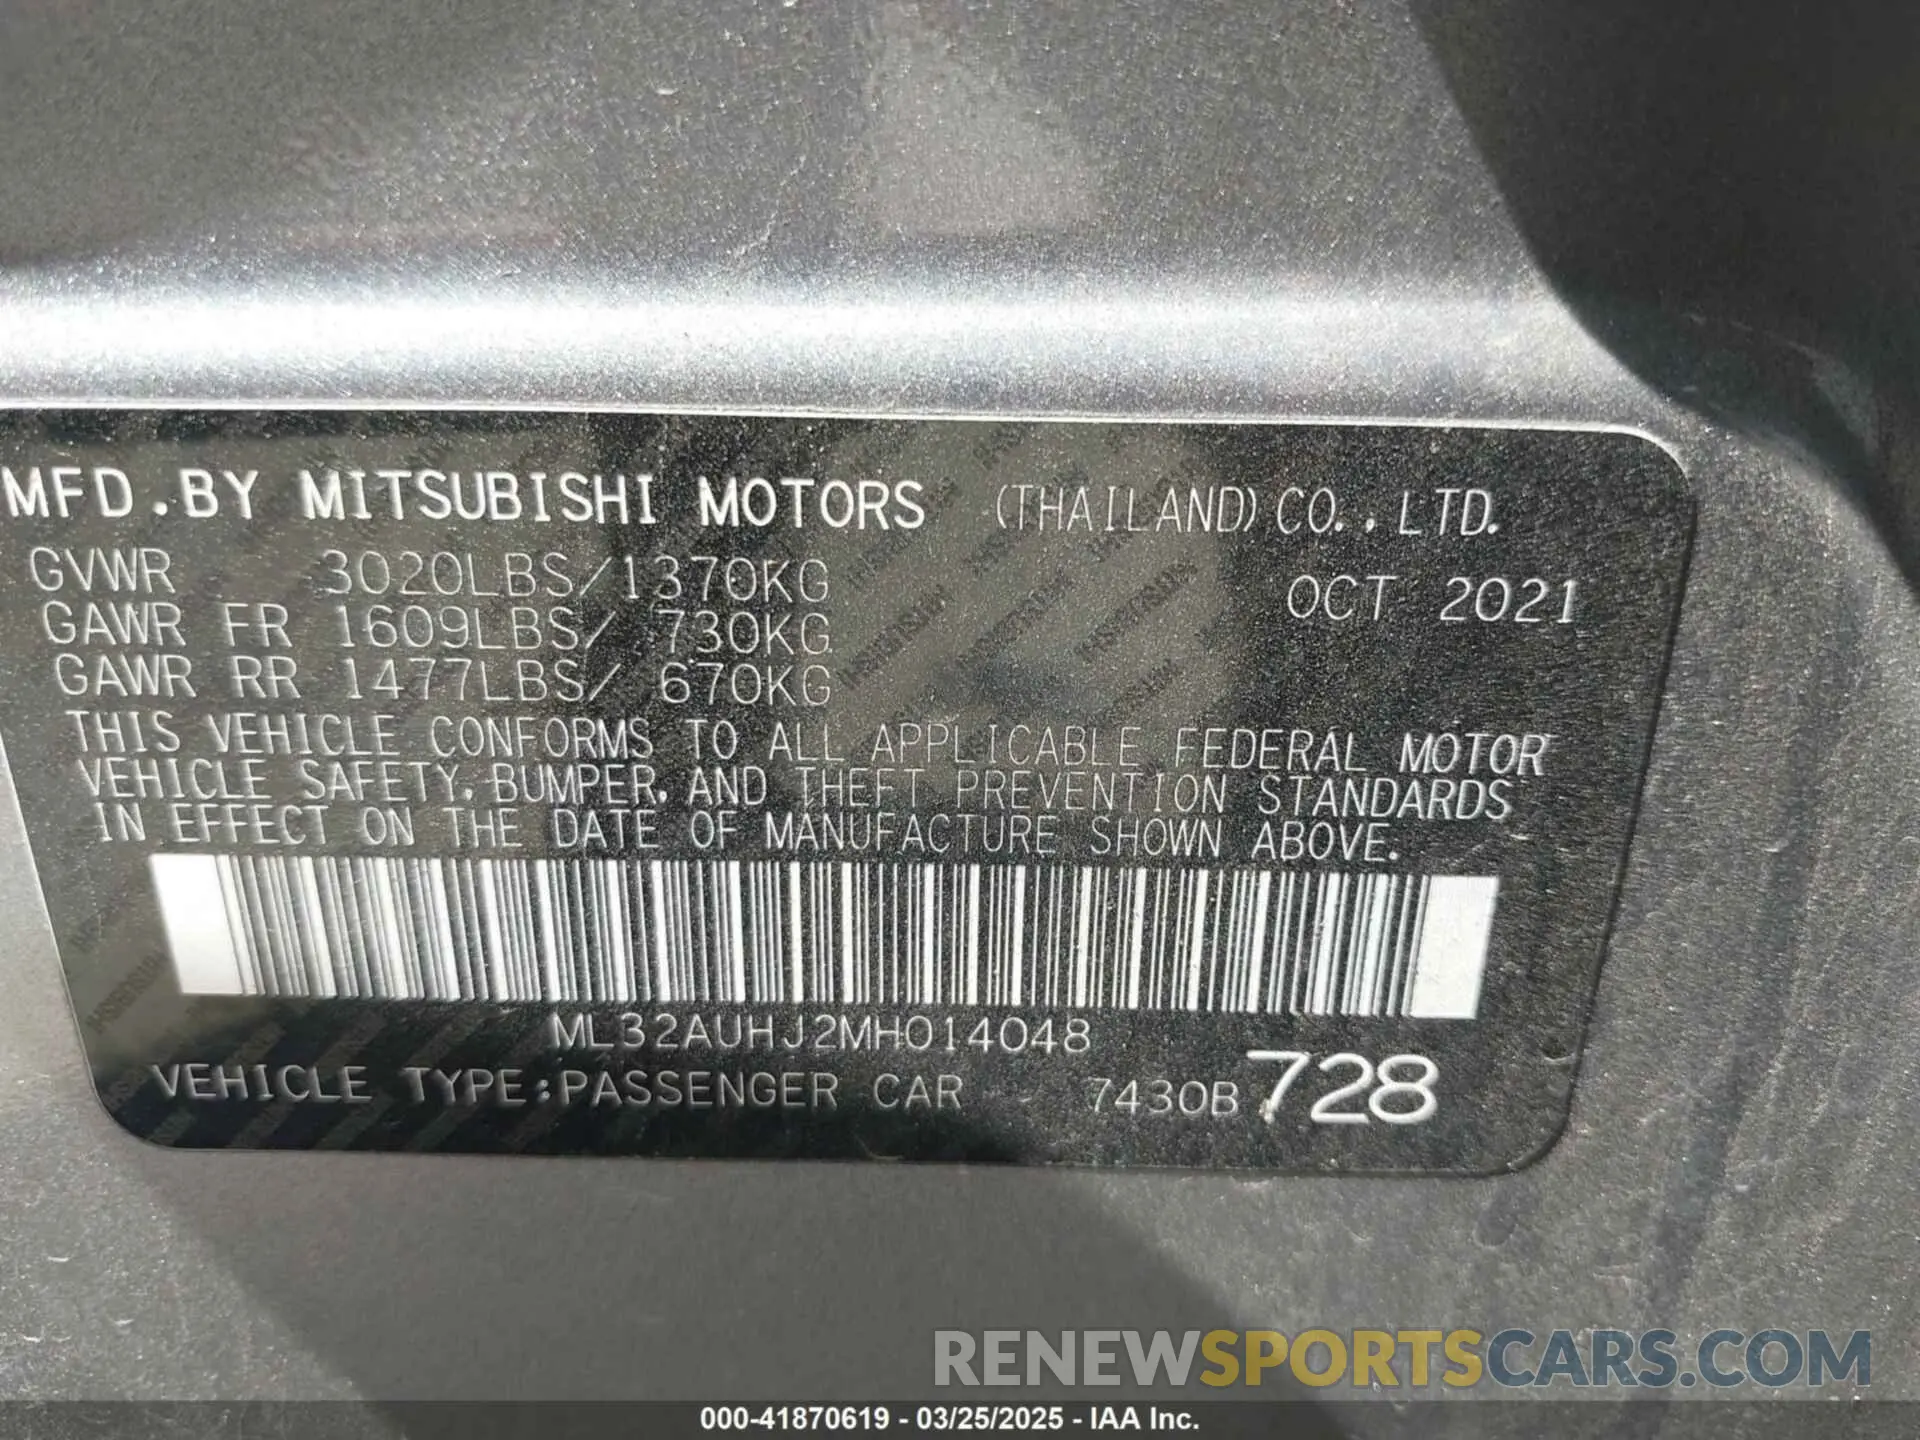 MFD.BY MITSUBISHI MOTORS (THAILAND) CO., LTD.
GVWR 3020LBS/1370KG OCT 2021
GAWR FR 1609LBS/ 730KG
GAWR RR 1477LBS/ 670KG
THIS VEHICLE CONFORMS TO ALL APPLICABLE FEDERAL MOTOR
VEHICLE SAFETY, BUMPER, AND THEFT PREVENTION STANDARDS
IN EFFECT ON THE DATE OF MANUFACTURE SHOWN ABOVE.
ML32AUHJ2MH014048
VEHICLE TYPE:PASSENGER CAR 7430B 728
RENEWSPORTSCARS.COM
000-41870619 - 03/25/2025 - IAA Inc.